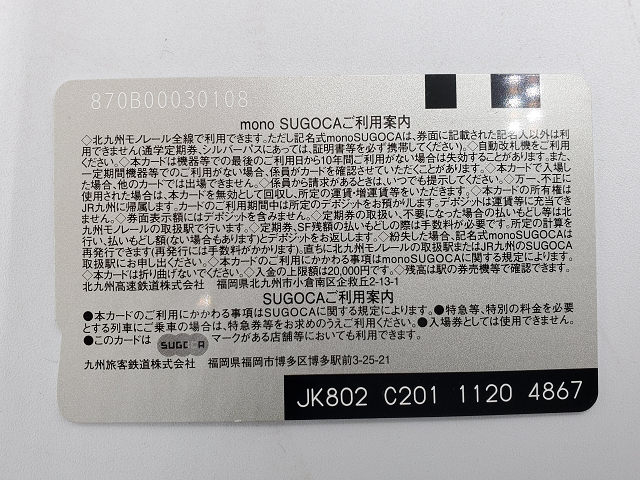 870B00030108
mono SUGOCAご利用案内
◇北九州モノレール全線で利用できます。ただし記名式monoSUGOCAは、券面に記載された記名人以外は利
用できません(通学定期券、シルバーパスにあっては、証明書等を必ず携帯してください)。◇自動改札機をご利用
ください。◇本カードは機器等での最後のご利用日から10年間ご利用がない場合は失効することがあります。また、
一定期間機器等でのご利用がない場合、係員がカードを確認させていただくことがあります。◇本カードで入場し
た場合、他のカードでは出場できません。◇係員から請求があるときは、いつでも提示してください。◇万一、不正に
使用された場合は、本カードを無効として回収し、所定の運賃・増運賃等をいただきます。◇本カードの所有権は
JR九州に帰属します。カードのご利用期間中は所定のデポジットをお預かりします。デポジットは運賃等に充当でき
ません。◇券面表示額にはデポジットを含みません。◇定期券の取扱い、不要になった場合の払いもどし等は北
九州モノレールの取扱駅で行います。◇定期券、SF残額の払いもどしの際は手数料が必要です。所定の計算を
行い、払いもどし額(ない場合もあります)とデポジットをお返しします。◇紛失した場合、記名式monoSUGOCAは
再発行できます(再発行には手数料がかかります)。直ちに北九州モノレールの取扱駅またはJR九州のSUGOCA
取扱駅にお申し出ください。◇本カードのご利用にかかわる事項はmonoSUGOCAに関する規定によります。
◇本カードは折り曲げないでください。◇入金の上限額は20,000円です。◇残高は駅の券売機等で確認できます。
北九州高速鉄道株式会社 福岡県北九州市小倉南区企救丘2-13-1
SUGOCAご利用案内
●本カードのご利用にかかわる事項はSUGOCAに関する規定によります。●特急等、特別の料金を必要
とする列車にご乗車の場合は、特急券等をお求めのうえご利用ください。●入場券としては使用できません。
●このカードは SUGOCA マークがある店舗等においても利用できます。
九州旅客鉄道株式会社 福岡県福岡市博多区博多駅前3-25-21
JK802 C201 1120 4867